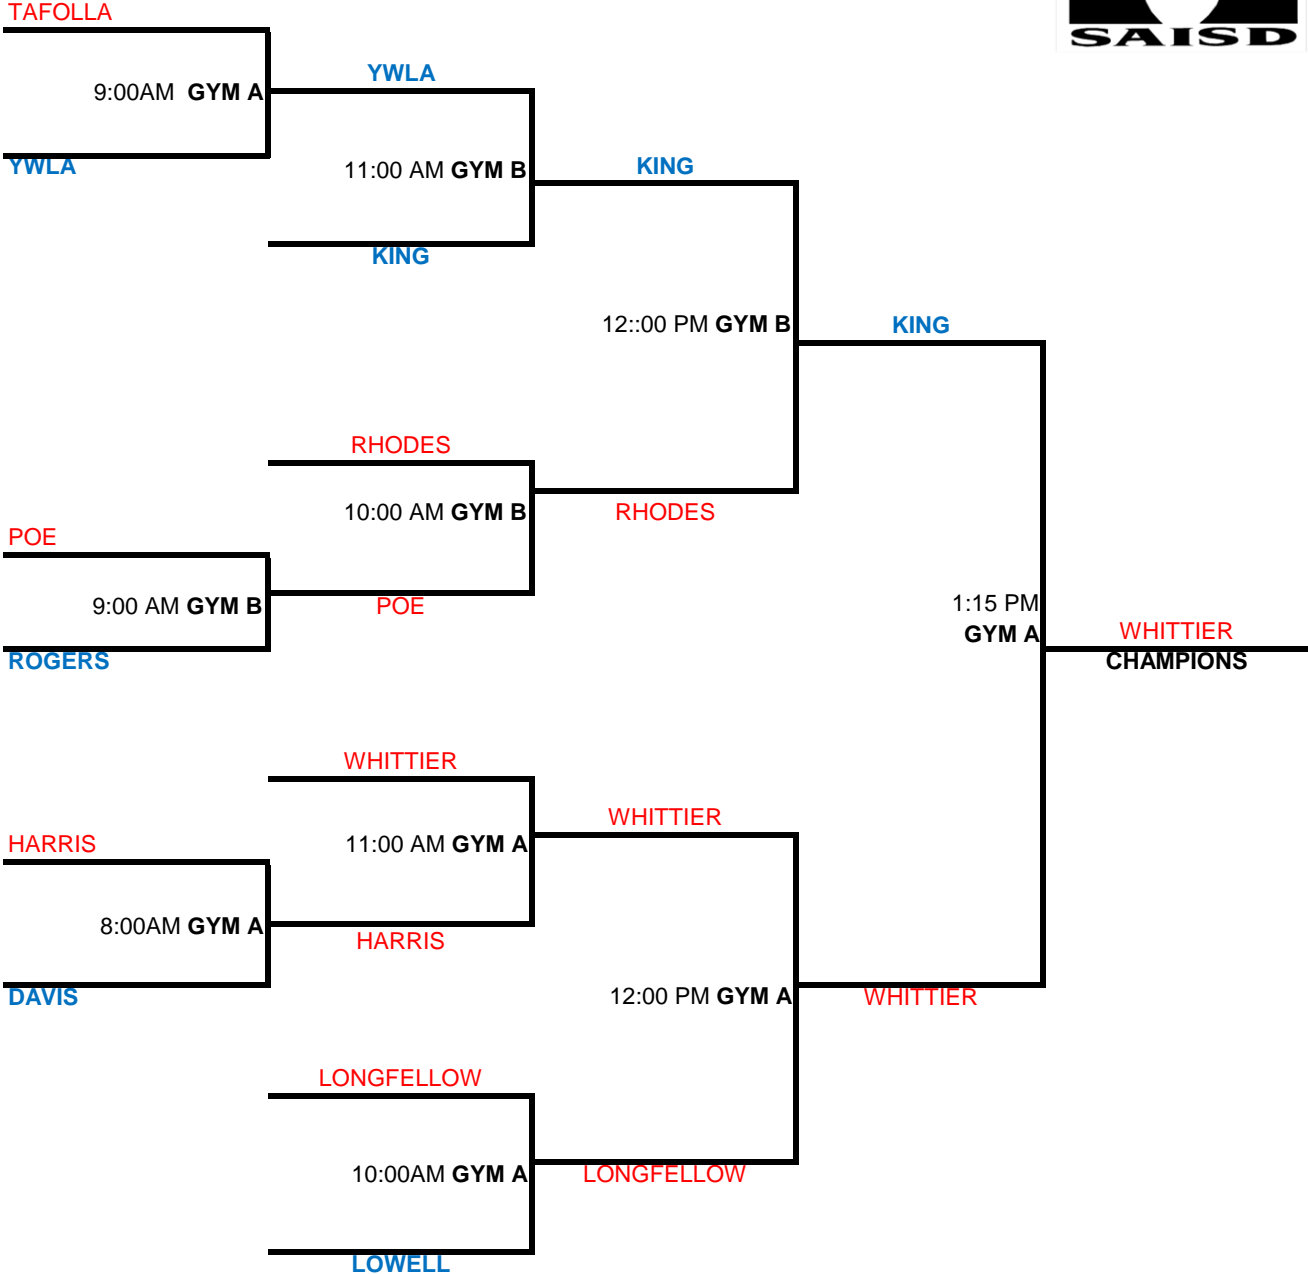 TAFOLLA
SAISD
YWLA
9:00AM GYM A
YWLA
11:00 AM GYM B
KING
KING
12::00 PM GYM B
KING
RHODES
10:00 AM GYM B
RHODES
POE
9:00 AM GYM B
POE
ROGERS
1:15 PM
GYM A
WHITTIER
CHAMPIONS
WHITTIER
WHITTIER
HARRIS
11:00 AM GYM A
8:00AM GYM A
HARRIS
DAVIS
12:00 PM GYM A
WHITTIER
LONGFELLOW
10:00AM GYM A
LONGFELLOW
LOWELL